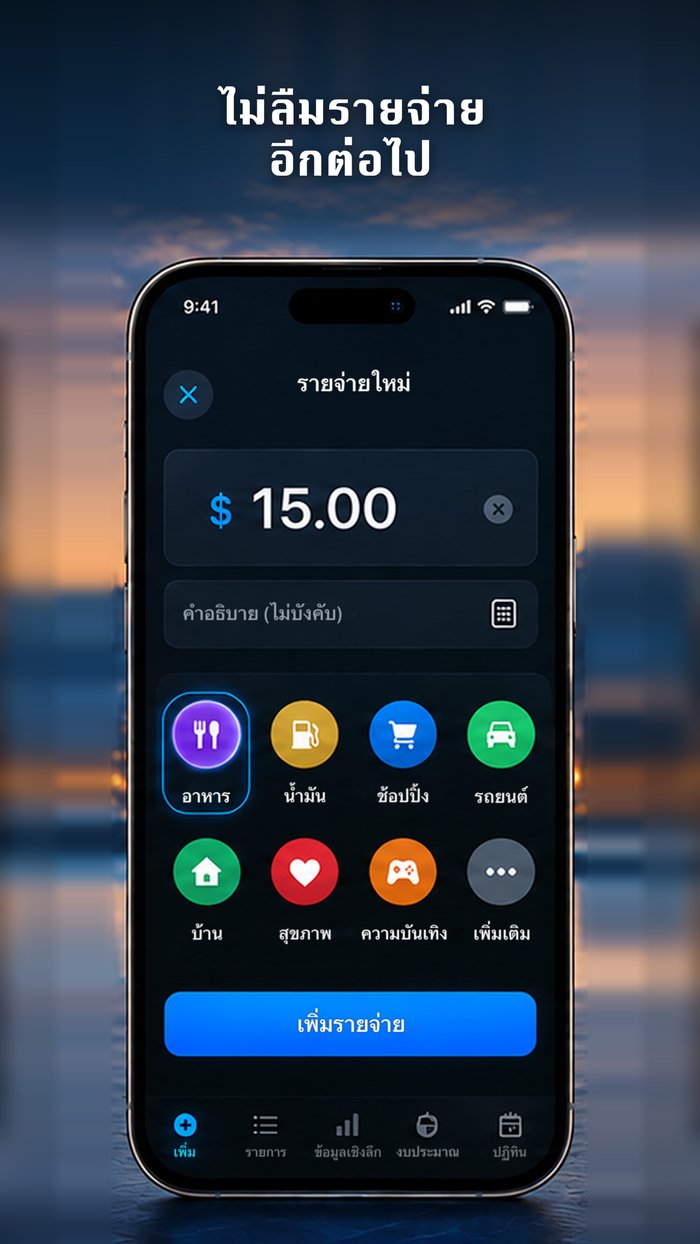 ไม่ลืมรายจ่าย
อีกต่อไป
9:41
รายจ่ายใหม่
$ 15.00
คำอธิบาย (ไม่บังคับ)
อาหาร น้ำมัน ช้อปปิ้ง รถยนต์
บ้าน สุขภาพ ความบันเทิง เพิ่มเติม
เพิ่มรายจ่าย
เพิ่ม รายการ ข้อมูลเชิงลึก งบประมาณ ปฏิทิน